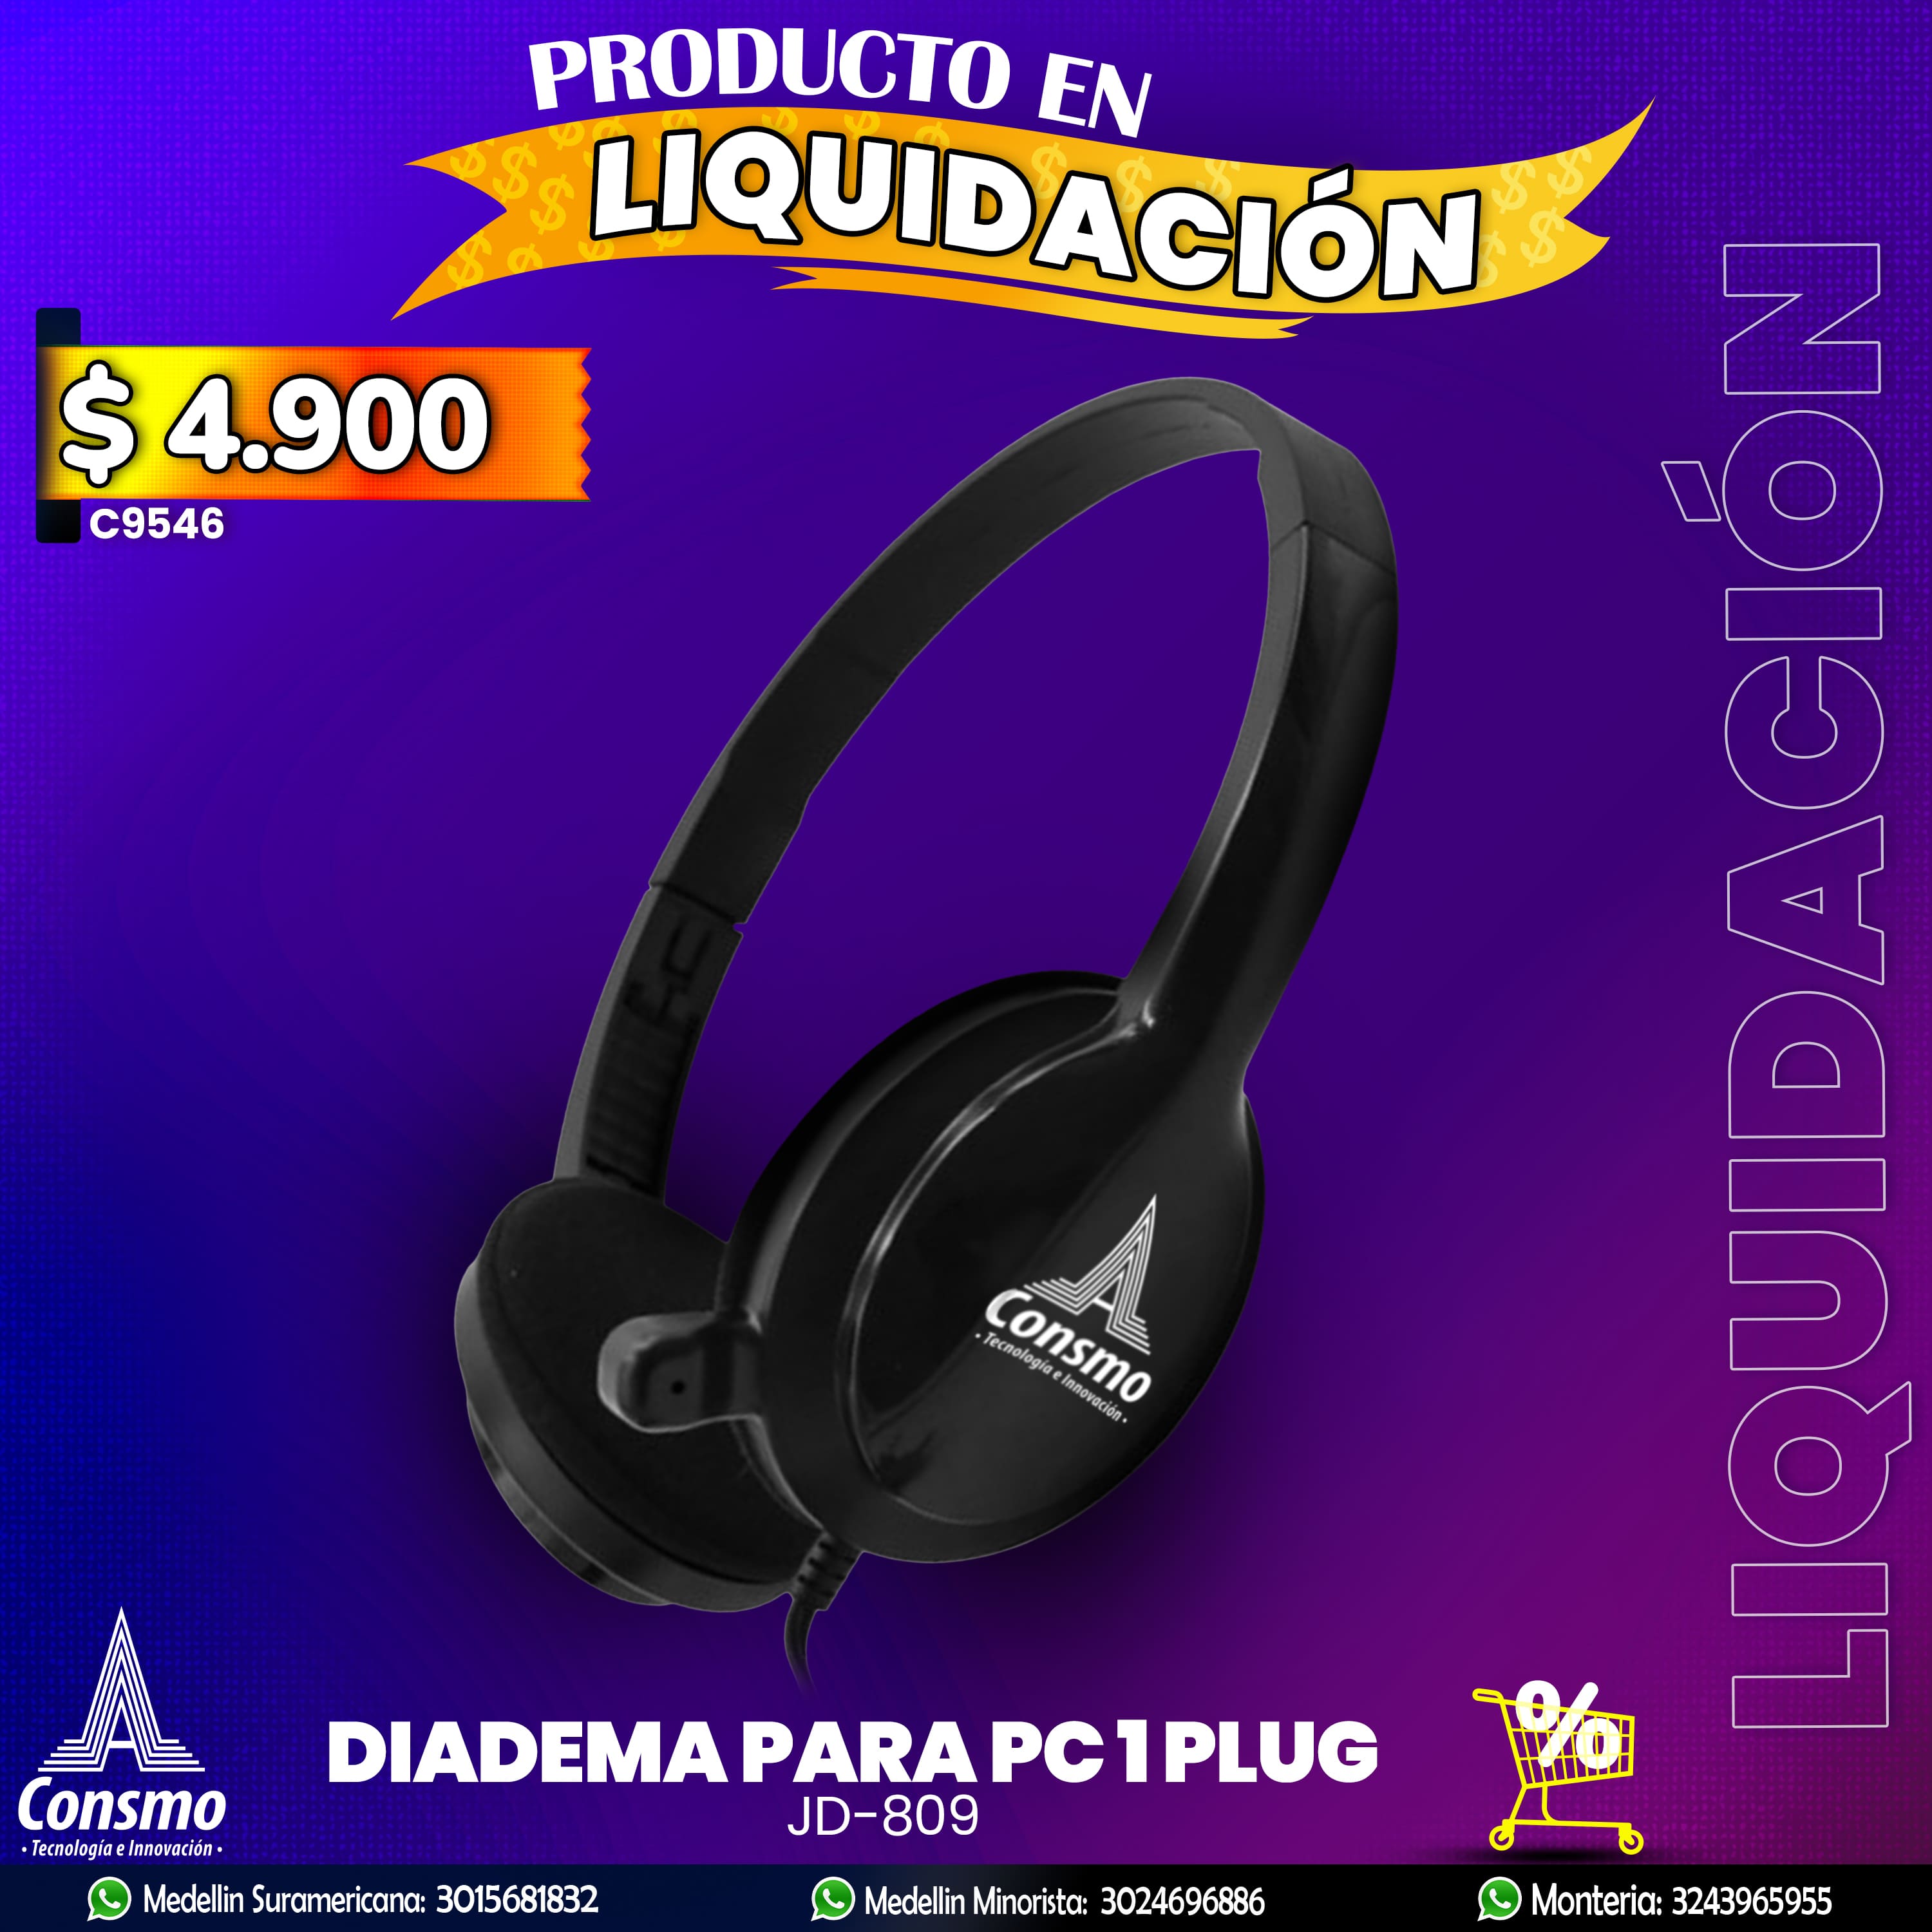 PRODUCTO EN
LIQUIDACIÓN
$ 4.900
C9546
LIQUIDACIÓN
Consmo
• Tecnología e Innovación •
DIADEMA PARA PC 1 PLUG
JD-809
%
Consmo
• Tecnología e Innovación •
Medellin Suramericana: 3015681832
Medellin Minorista: 3024696886
Monteria: 3243965955